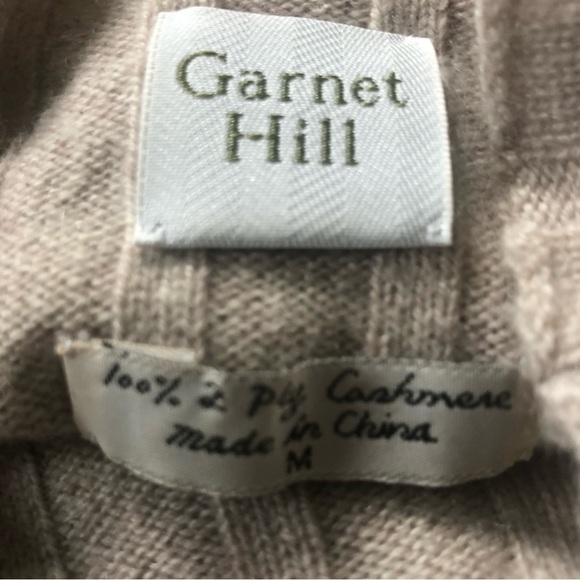 Garnet
Hill
100% 2 ply Cashmere
made in China
M